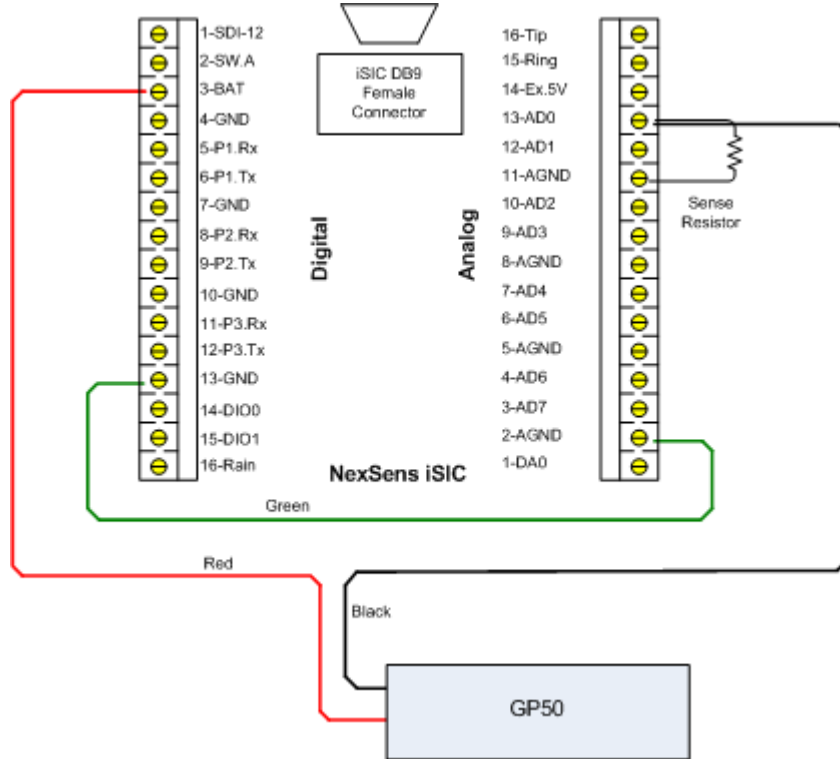 1-SDI-12
2-SW.A
3-BAT
4-GND
5-P1.Rx
6-P1.Tx
7-GND
8-P2.Rx
9-P2.Tx
10-GND
11-P3.Rx
12-P3.Tx
13-GND
14-DIO0
15-DIO1
16-Rain
Digital
iSIC DB9
Female
Connector
Analog
16-Tip
15-Ring
14-Ex.5V
13-AD0
12-AD1
11-AGND
10-AD2
9-AD3
8-AGND
7-AD4
6-AD5
5-AGND
4-AD6
3-AD7
2-AGND
1-DA0
Sense
Resistor
NexSens iSIC
Green
Red
Black
GP50